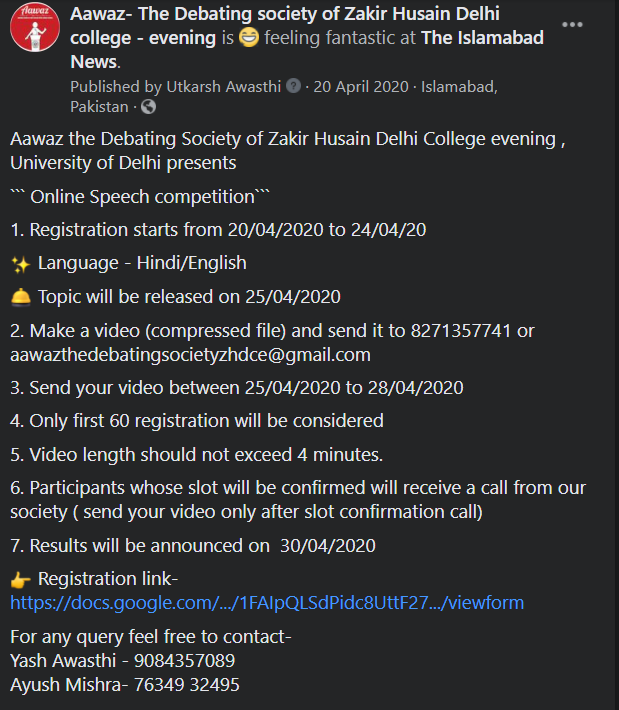 Aawaz
Aawaz- The Debating society of Zakir Husain Delhi
college - evening is 😄 feeling fantastic at The Islamabad
News.
Published by Utkarsh Awasthi · 20 April 2020 · Islamabad,
Pakistan ·
Aawaz the Debating Society of Zakir Husain Delhi College evening ,
University of Delhi presents
``` Online Speech competition```
1. Registration starts from 20/04/2020 to 24/04/20
✨ Language - Hindi/English
🛎 Topic will be released on 25/04/2020
2. Make a video (compressed file) and send it to 8271357741 or
aawazthedebatingsocietyzhdce@gmail.com
3. Send your video between 25/04/2020 to 28/04/2020
4. Only first 60 registration will be considered
5. Video length should not exceed 4 minutes.
6. Participants whose slot will be confirmed will receive a call from our
society ( send your video only after slot confirmation call)
7. Results will be announced on  30/04/2020
👉 Registration link-
https://docs.google.com/.../1FAIpQLSdPidc8UttF27.../viewform
For any query feel free to contact-
Yash Awasthi - 9084357089
Ayush Mishra- 76349 32495